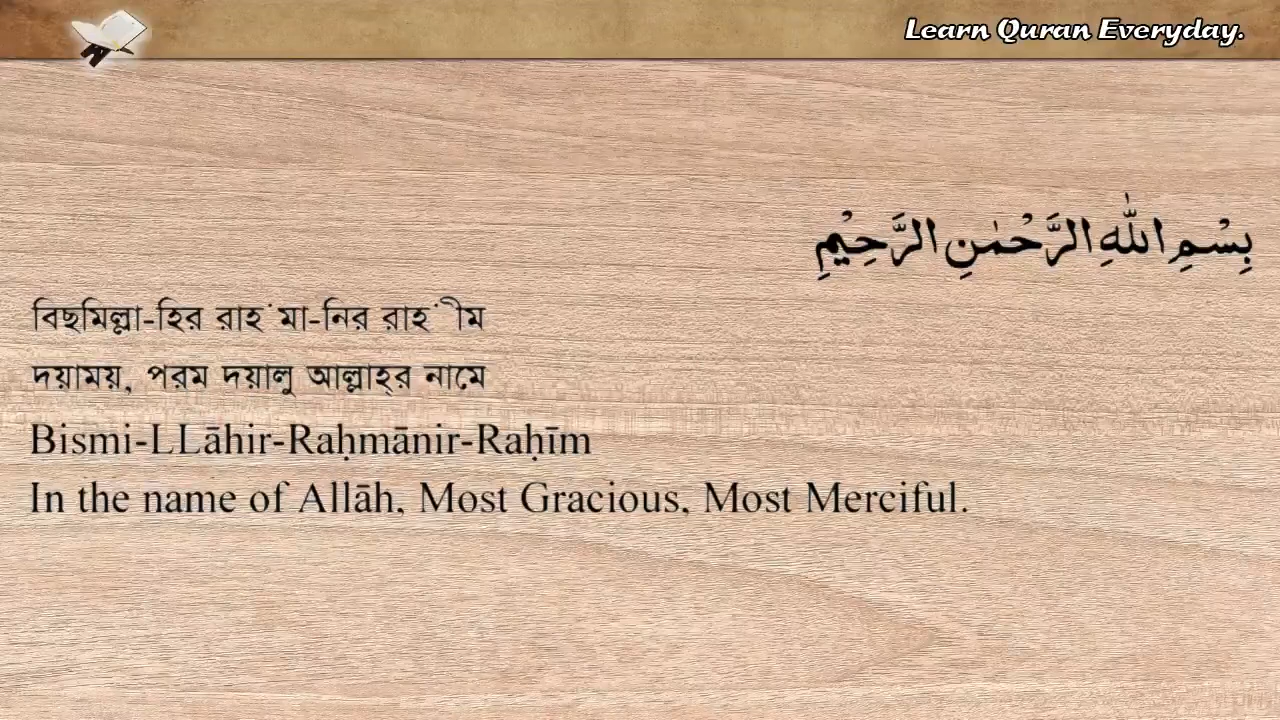 Learn Quran Everyday.
بِسْمِ اللّٰهِ الرَّحْمٰنِ الرَّحِيْمِ
বিছমিল্লা-হির রাহ'মা-নির রাহ'ীম
দয়াময়, পরম দয়ালু আল্লাহ্‌র নামে
Bismi-LLāhir-Raḥmānir-Raḥīm
In the name of Allāh, Most Gracious, Most Merciful.